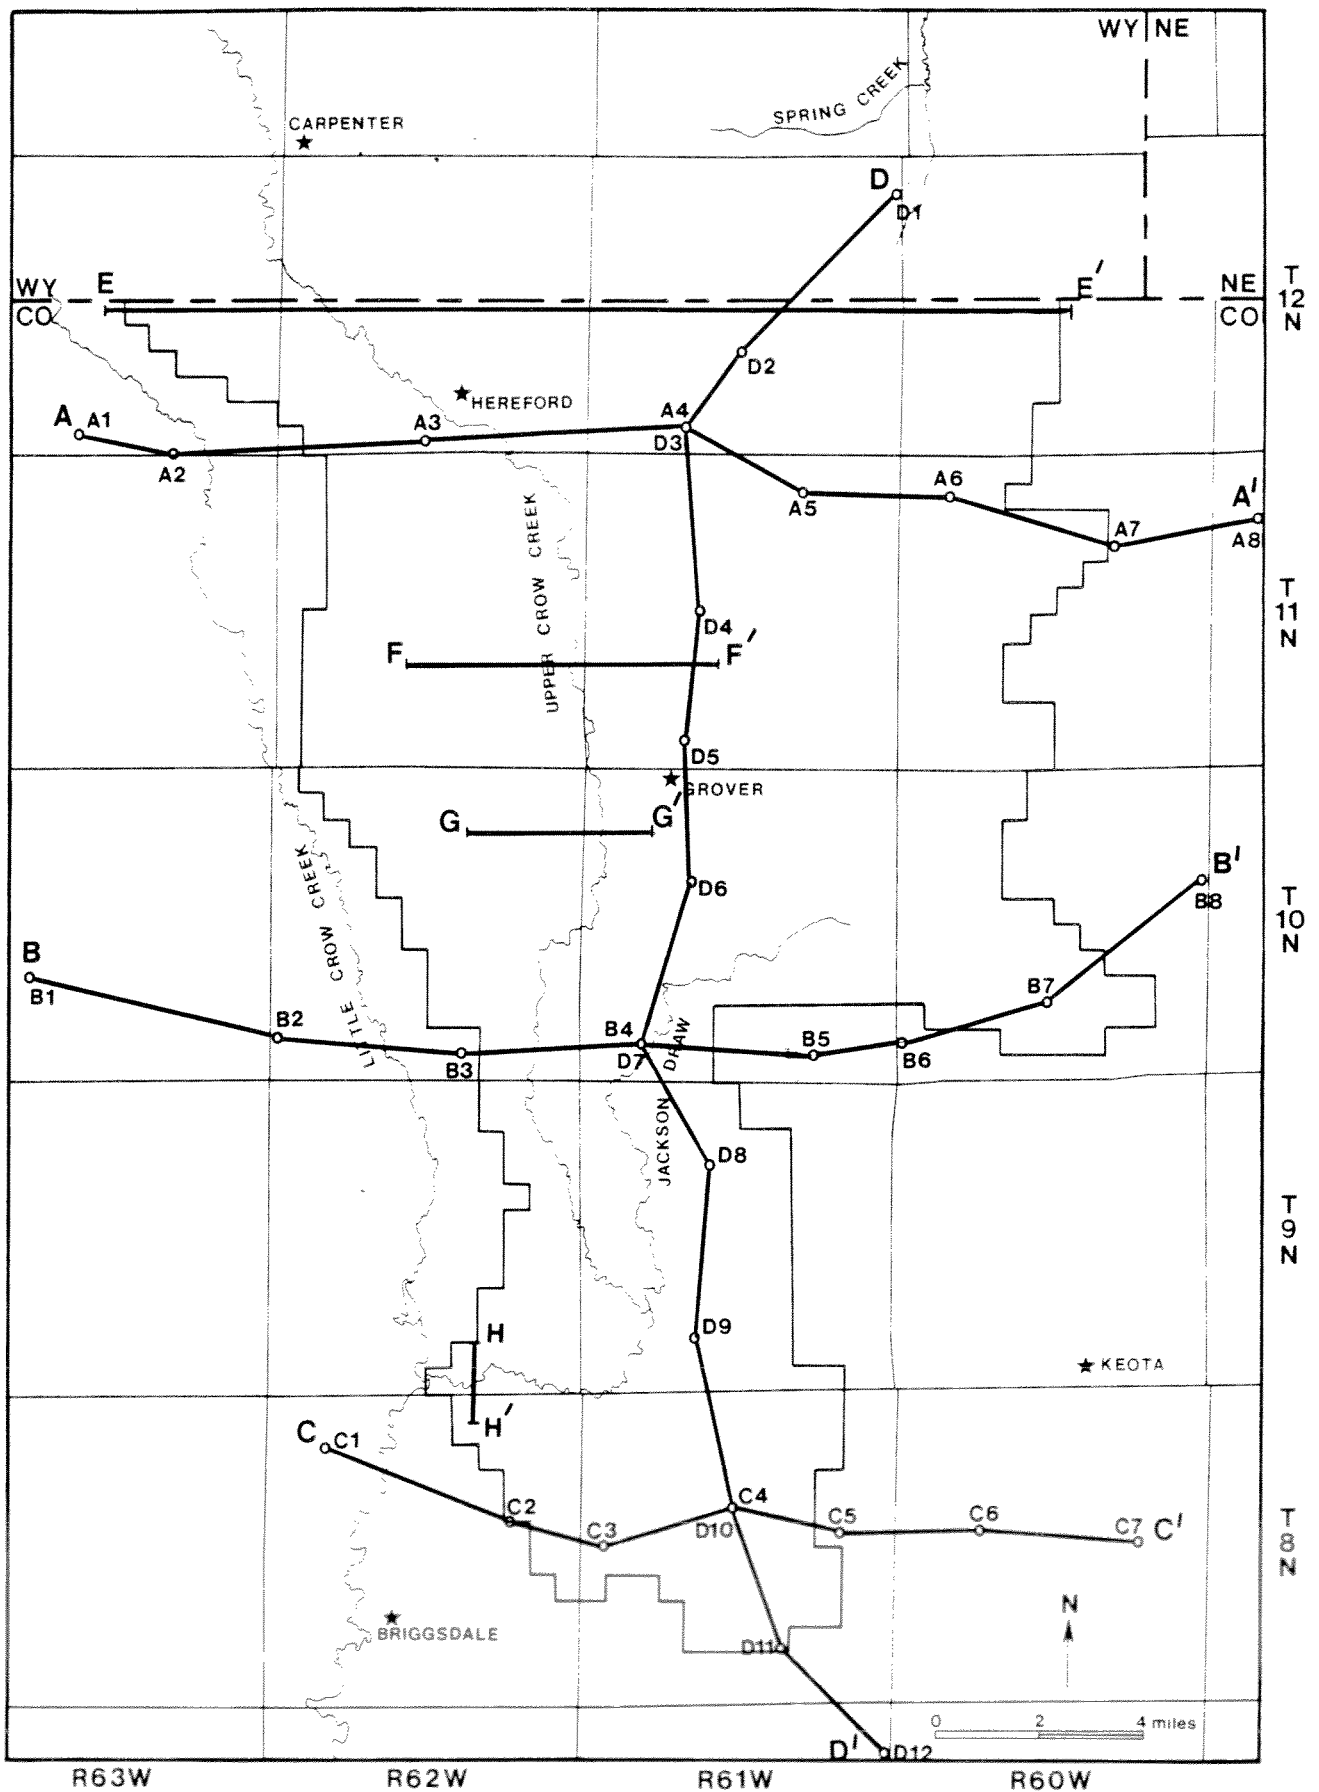 WY NE
SPRING CREEK
CARPENTER
D
D1
E
E'
WY
NE
CO
CO
T
12
N
D2
HEREFORD
A
A1
A2
A3
A4
D3
A5
A6
A'
A7
A8
UPPER CROW CREEK
T
11
N
D4
F
F'
D5
GROVER
G
G'
D6
B'
B8
LITTLE CROW CREEK
T
10
N
B
B1
B2
B3
B4
D7
B5
B6
B7
JACKSON DRAW
D8
T
9
N
D9
H
H'
KEOTA
C
C1
C2
C3
C4
D10
C5
C6
C7
C'
T
8
N
BRIGGSDALE
D11
N
0 2 4 miles
D'
D12
R63W R62W R61W R60W